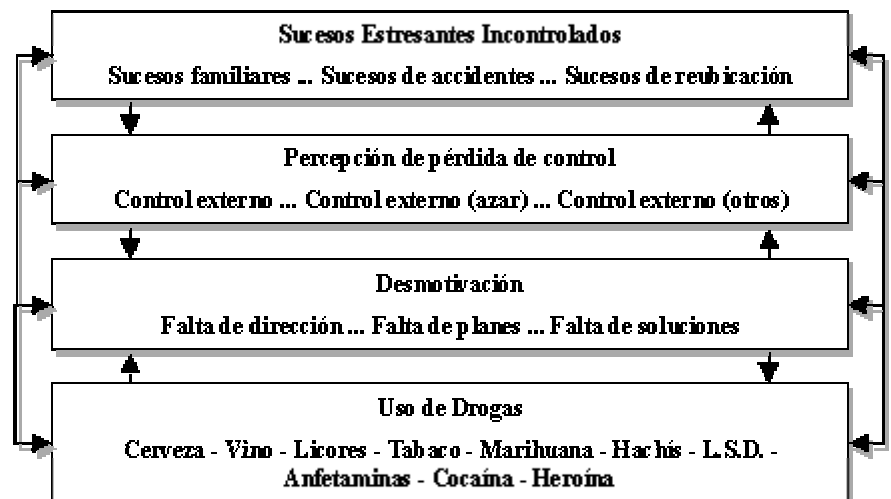 Sucesos Estresantes Incontrolados
Sucesos familiares ... Sucesos de accidentes ... Sucesos de reubicación
Percepción de pérdida de control
Control externo ... Control externo (azar) ... Control externo (otros)
Desmotivación
Falta de dirección ... Falta de planes ... Falta de soluciones
Uso de Drogas
Cerveza - Vino - Licores - Tabaco - Marihuana - Hachís - L.S.D. -
Anfetaminas - Cocaína - Heroína